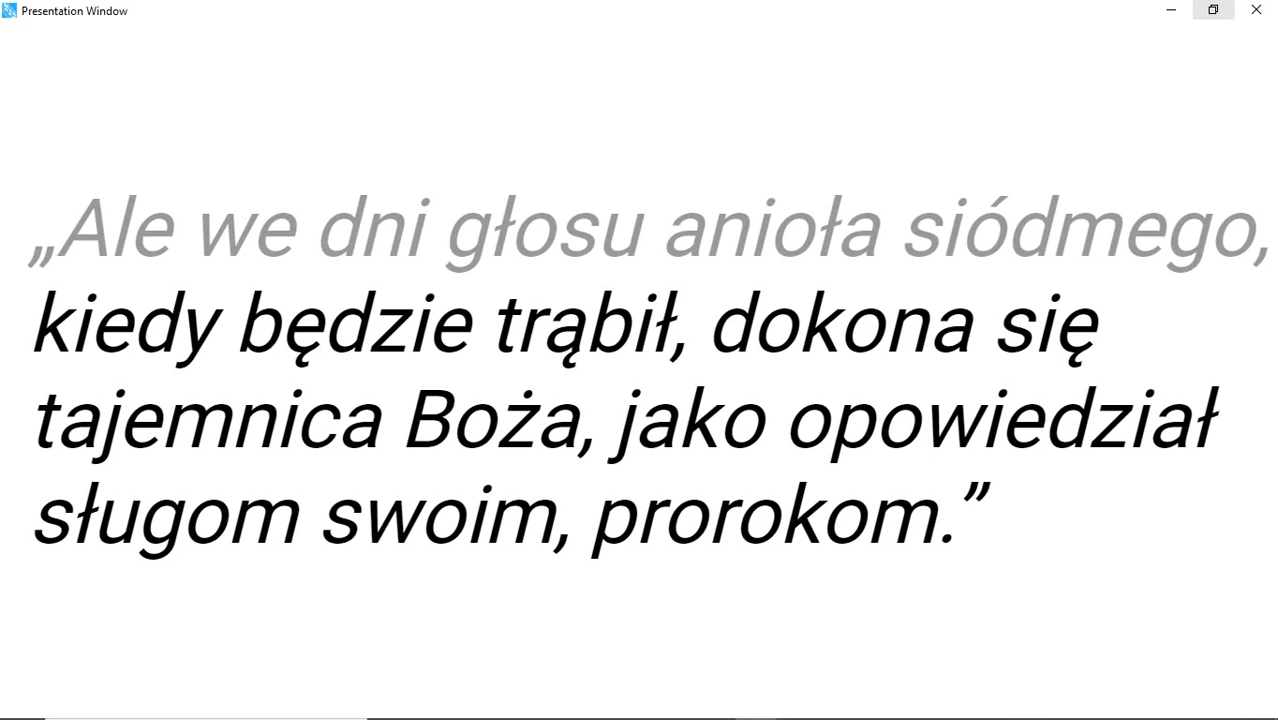 Presentation Window
„Ale we dni głosu anioła siódmego,
kiedy będzie trąbił, dokona się
tajemnica Boża, jako opowiedział
sługom swoim, prorokom.”